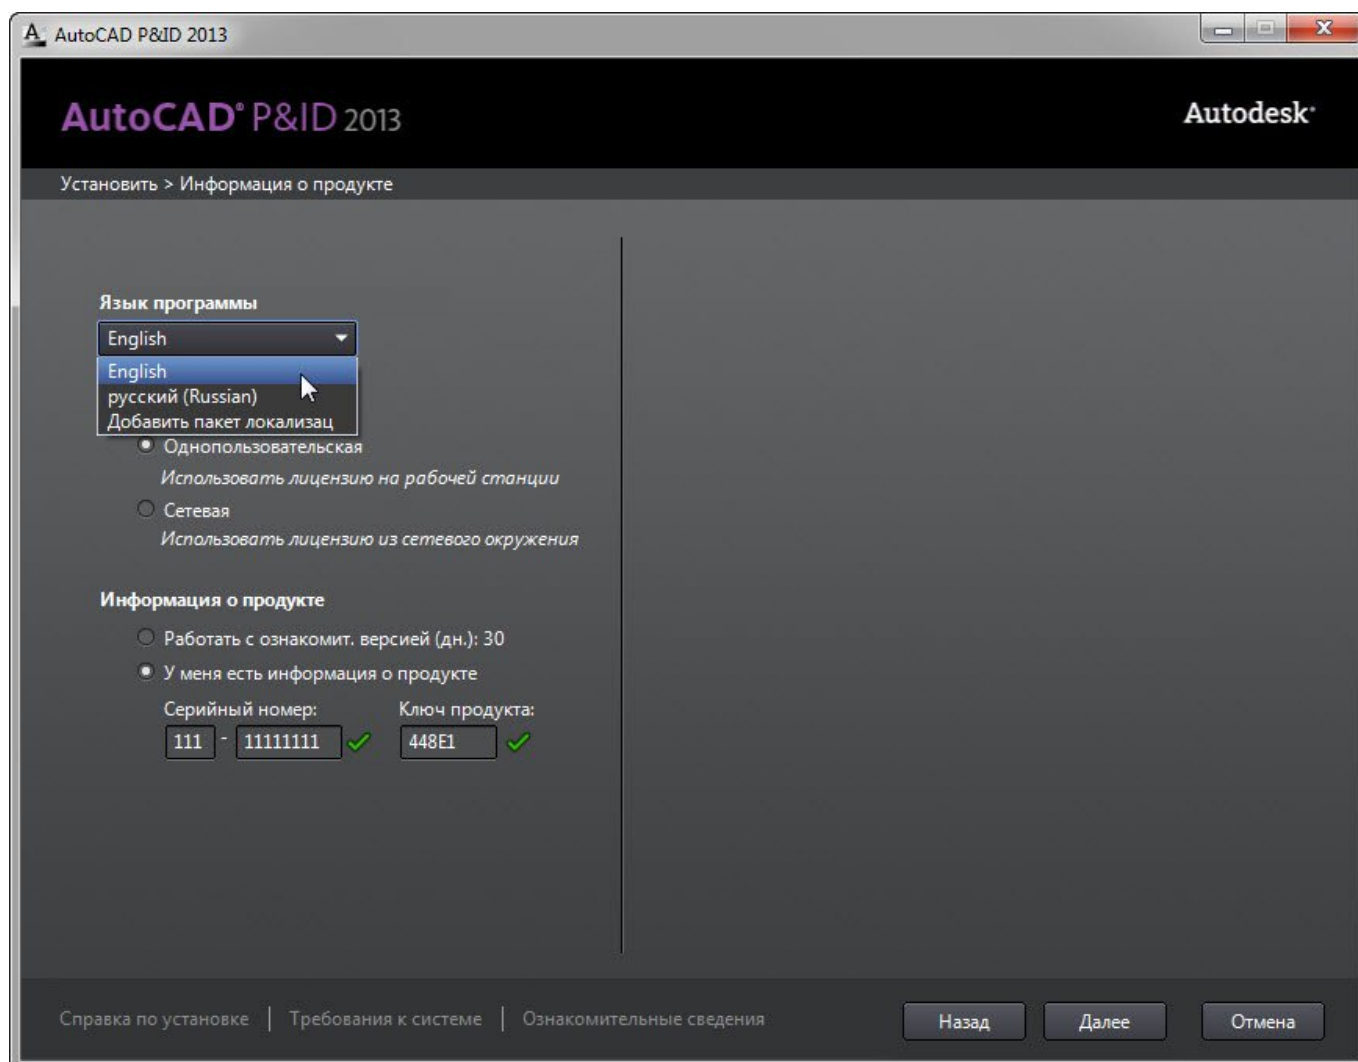 AutoCAD P&ID 2013
AutoCAD® P&ID 2013
Autodesk®
Установить > Информация о продукте
Язык программы
English
English
русский (Russian)
Добавить пакет локализац
Однопользовательская
Использовать лицензию на рабочей станции
Сетевая
Использовать лицензию из сетевого окружения
Информация о продукте
Работать с ознакомит. версией (дн.): 30
У меня есть информация о продукте
Серийный номер: Ключ продукта:
111 - 11111111 448E1
Справка по установке | Требования к системе | Ознакомительные сведения Назад Далее Отмена